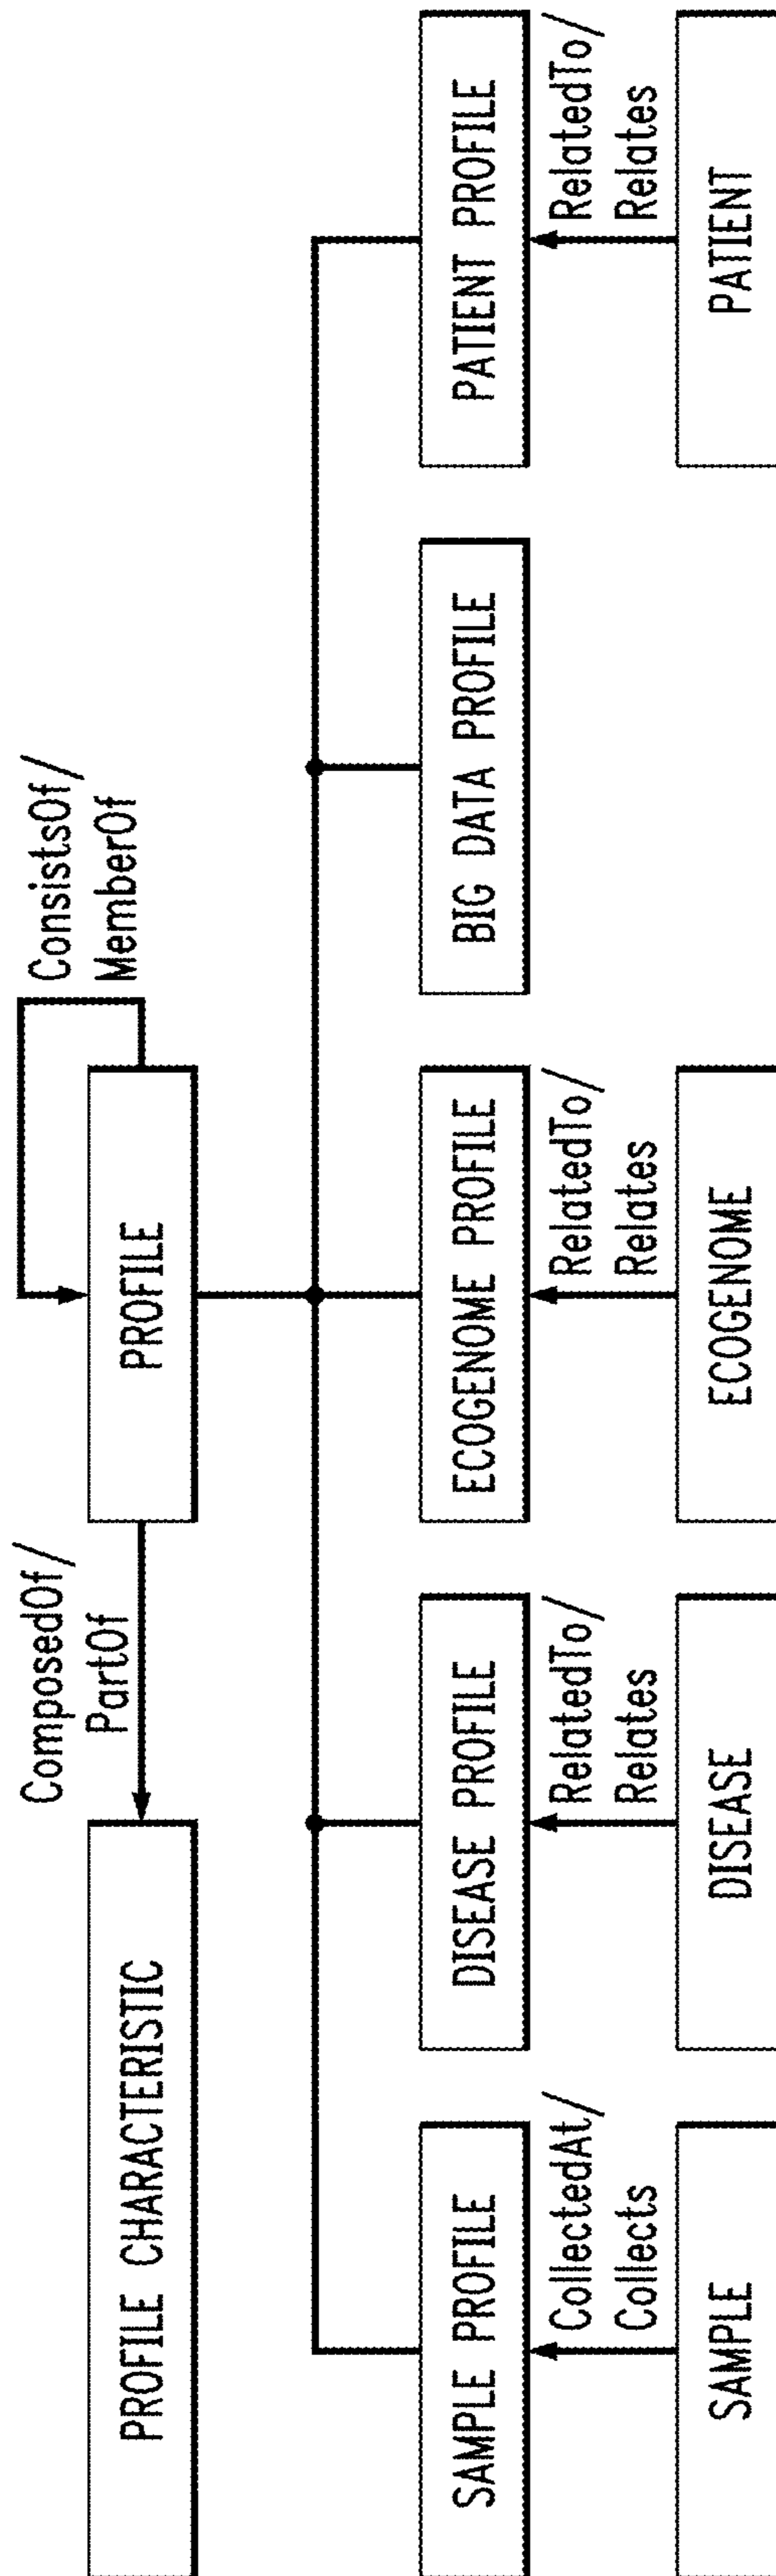 PROFILE CHARACTERISTIC
ComposedOf/
PartOf
PROFILE
ConsistsOf/
MemberOf
SAMPLE PROFILE
DISEASE PROFILE
ECOGENOME PROFILE
BIG DATA PROFILE
PATIENT PROFILE
CollectedAt/
Collects
RelatedTo/
Relates
RelatedTo/
Relates
RelatedTo/
Relates
SAMPLE
DISEASE
ECOGENOME
PATIENT